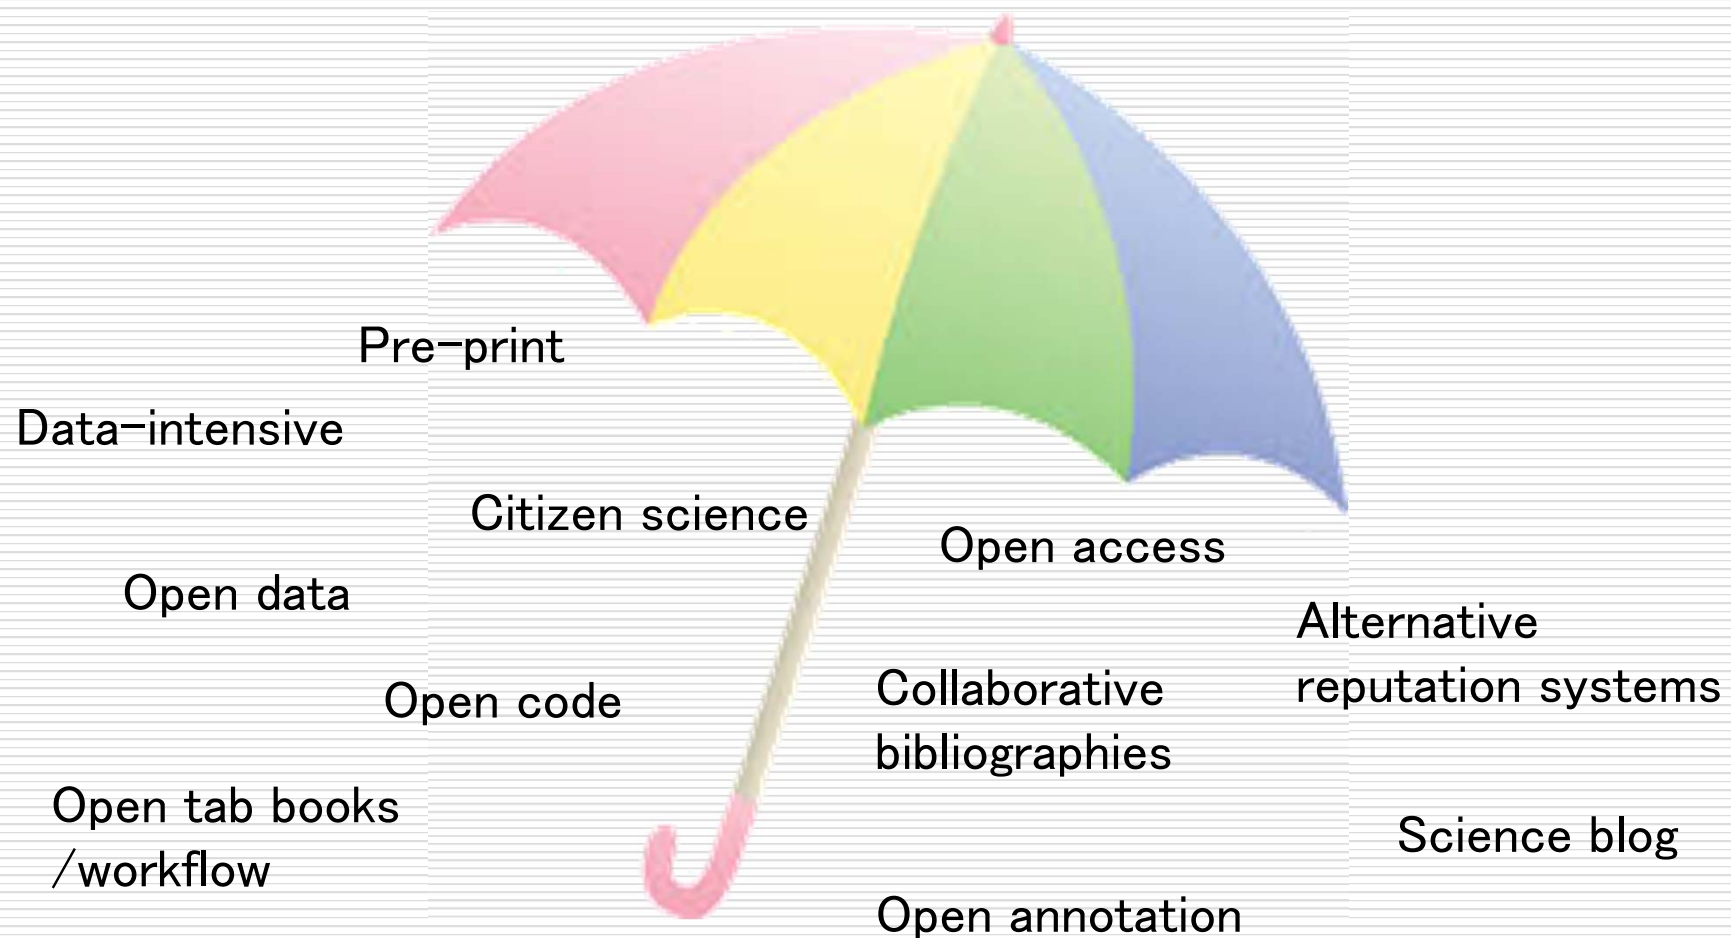 Pre-print
Data-intensive
Citizen science
Open access
Open data
Alternative
reputation systems
Open code
Collaborative
bibliographies
Open tab books
/workflow
Science blog
Open annotation